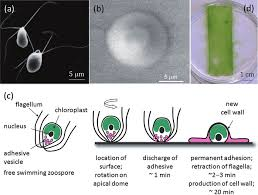 (a)
5 μm
(b)
5 μm
(d)
1 cm
(c)
flagellum
chloroplast
nucleus
adhesive
vesicle
free swimming zoospore
location of
surface;
rotation on
apical dome
discharge of
adhesive
~ 1 min
new
cell wall
permanent adhesion;
retraction of flagella;
~2–3 min
production of cell wall;
~ 20 min